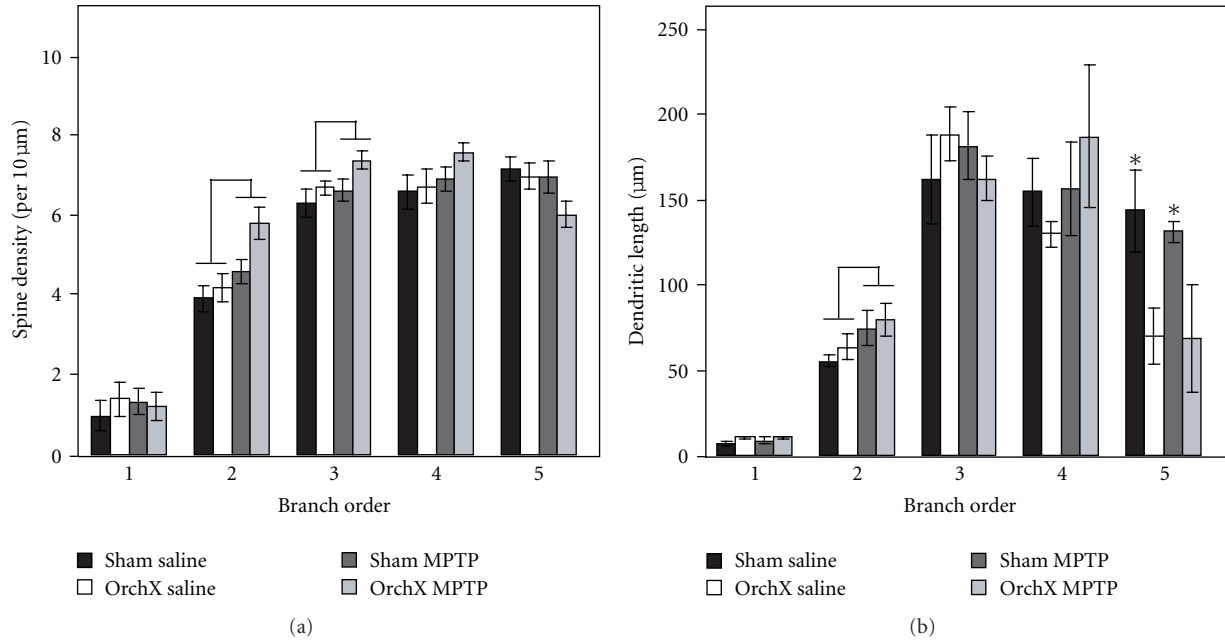 Spine density (per 10 μm)
10
8
6
4
2
0
1 2 3 4 5
Branch order
Sham saline
OrchX saline
Sham MPTP
OrchX MPTP
(a)
Dendritic length (μm)
250
200
150
100
50
0
* *
1 2 3 4 5
Branch order
Sham saline
OrchX saline
Sham MPTP
OrchX MPTP
(b)